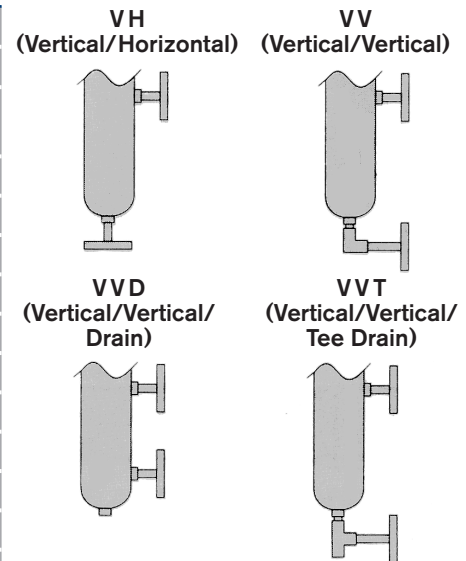 VH
(Vertical/Horizontal)
VV
(Vertical/Vertical)
VVD
(Vertical/Vertical/
Drain)
VVT
(Vertical/Vertical/
Tee Drain)